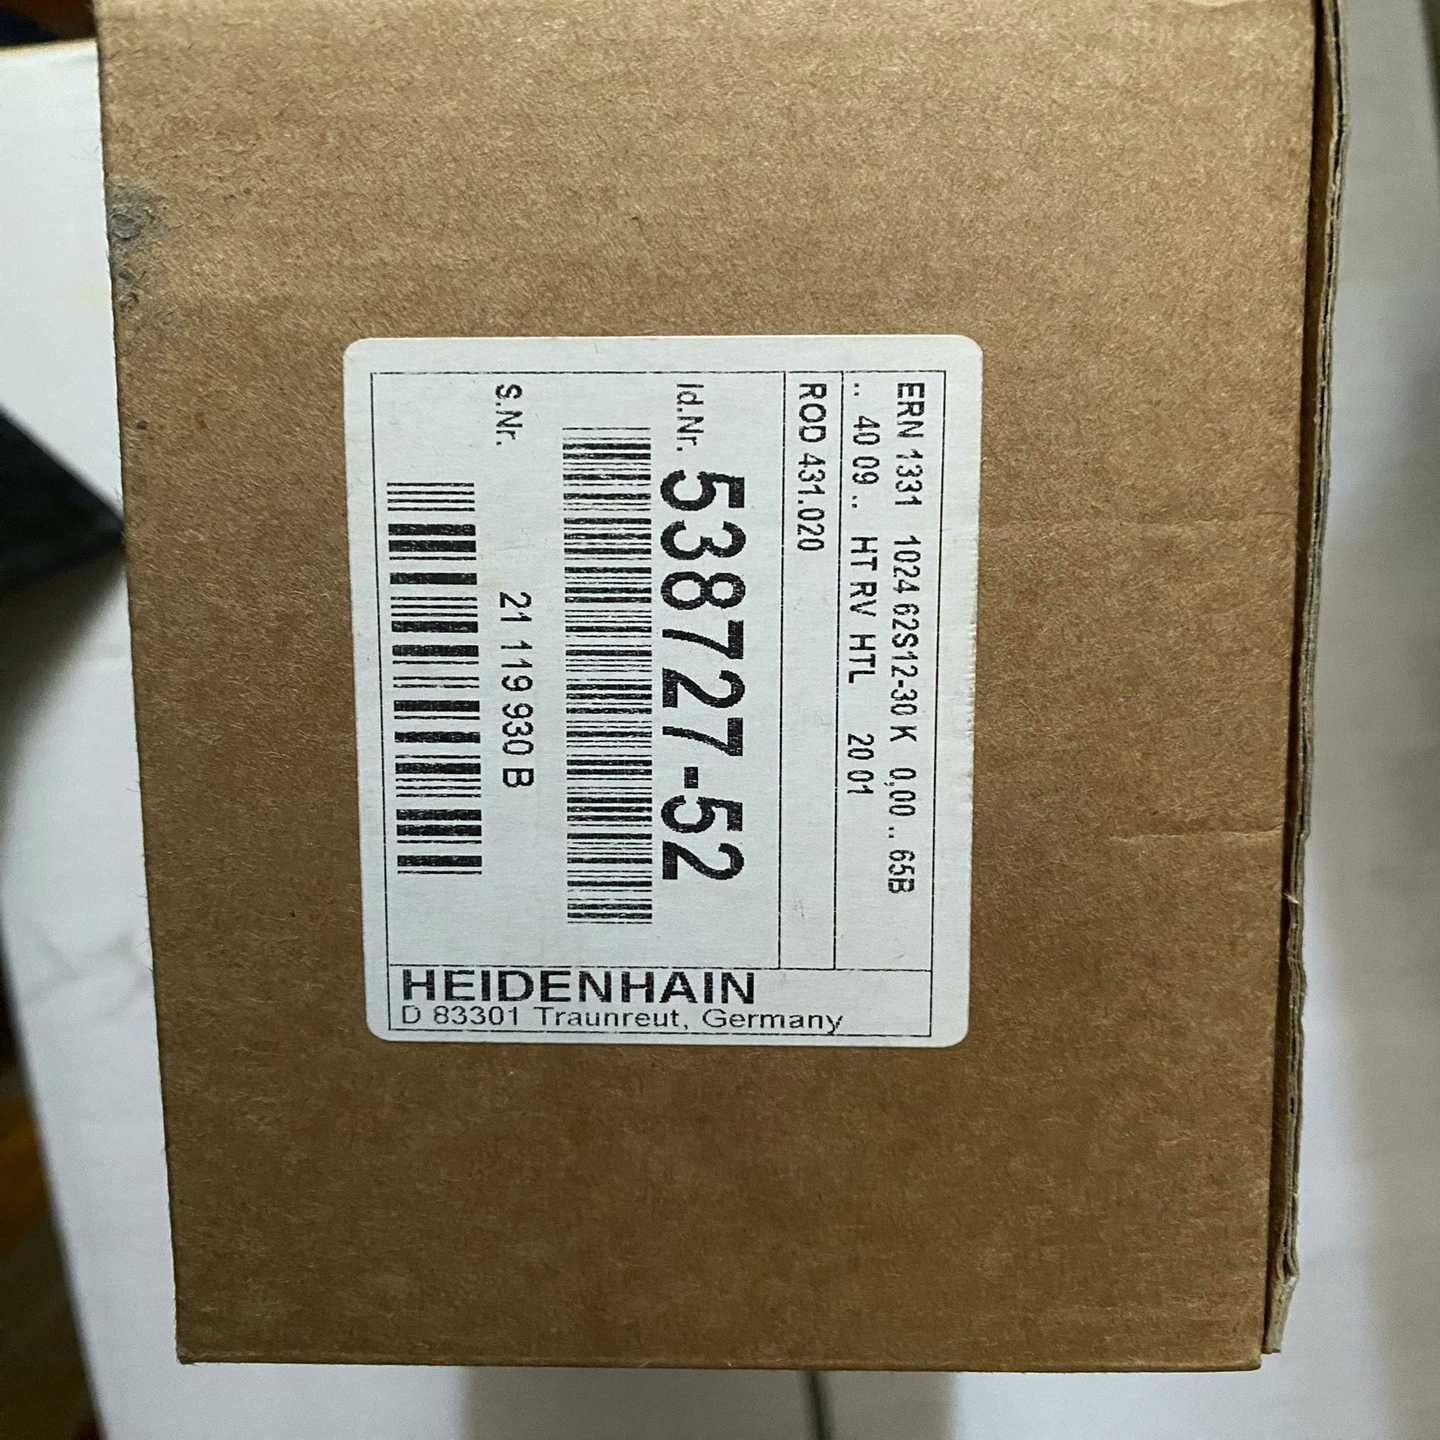 ERN 1331 1024 62S12-30 K 0,00 .. 65B
.. 40 09 .. HT RV HTL 20 01
ROD 431.020
Id.Nr. 538727-52
S.Nr. 21 119 930 B
HEIDENHAIN
D 83301 Traunreut, Germany